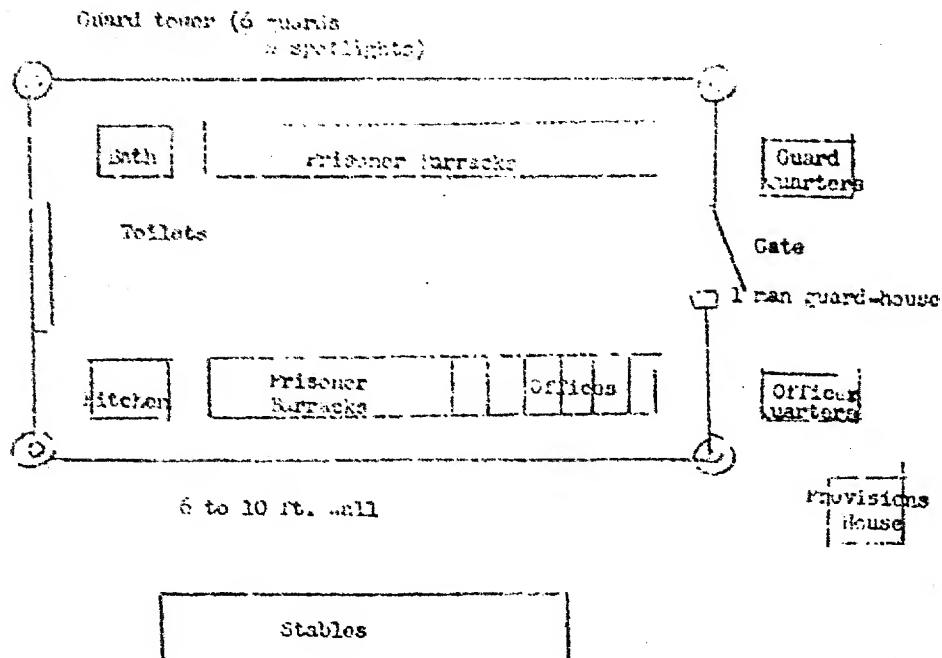 Guard tower (6 guards
spotlights)
Bath
Prisoner Barracks
Guard
Quarters
Toilets
Gate
1 man guard-house
Kitchen
Prisoner
Barracks
Offices
Officer
Quarters
6 to 10 Ft. wall
Provisions
House
Stables